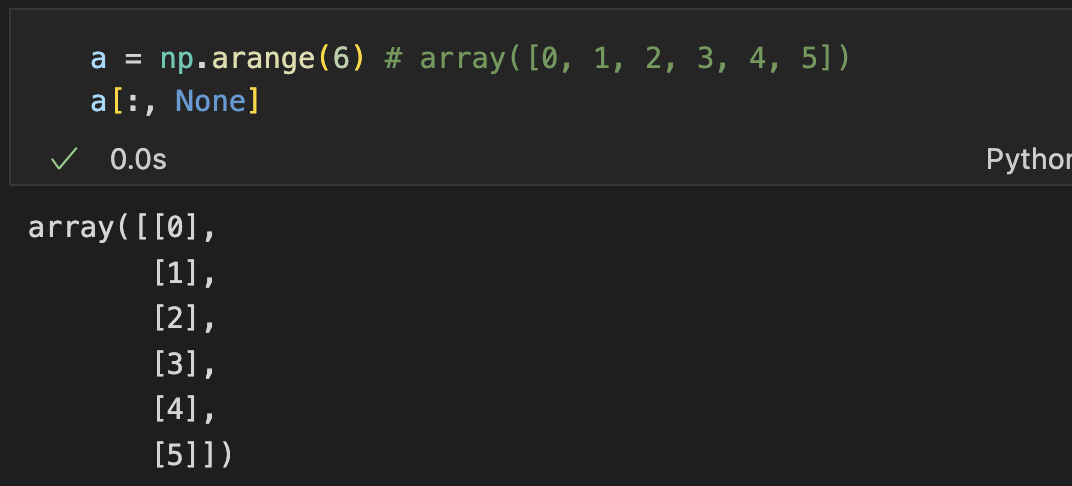 a = np.arange(6) # array([0, 1, 2, 3, 4, 5])
a[:, None]
0.0s
array([[0],
       [1],
       [2],
       [3],
       [4],
       [5]])